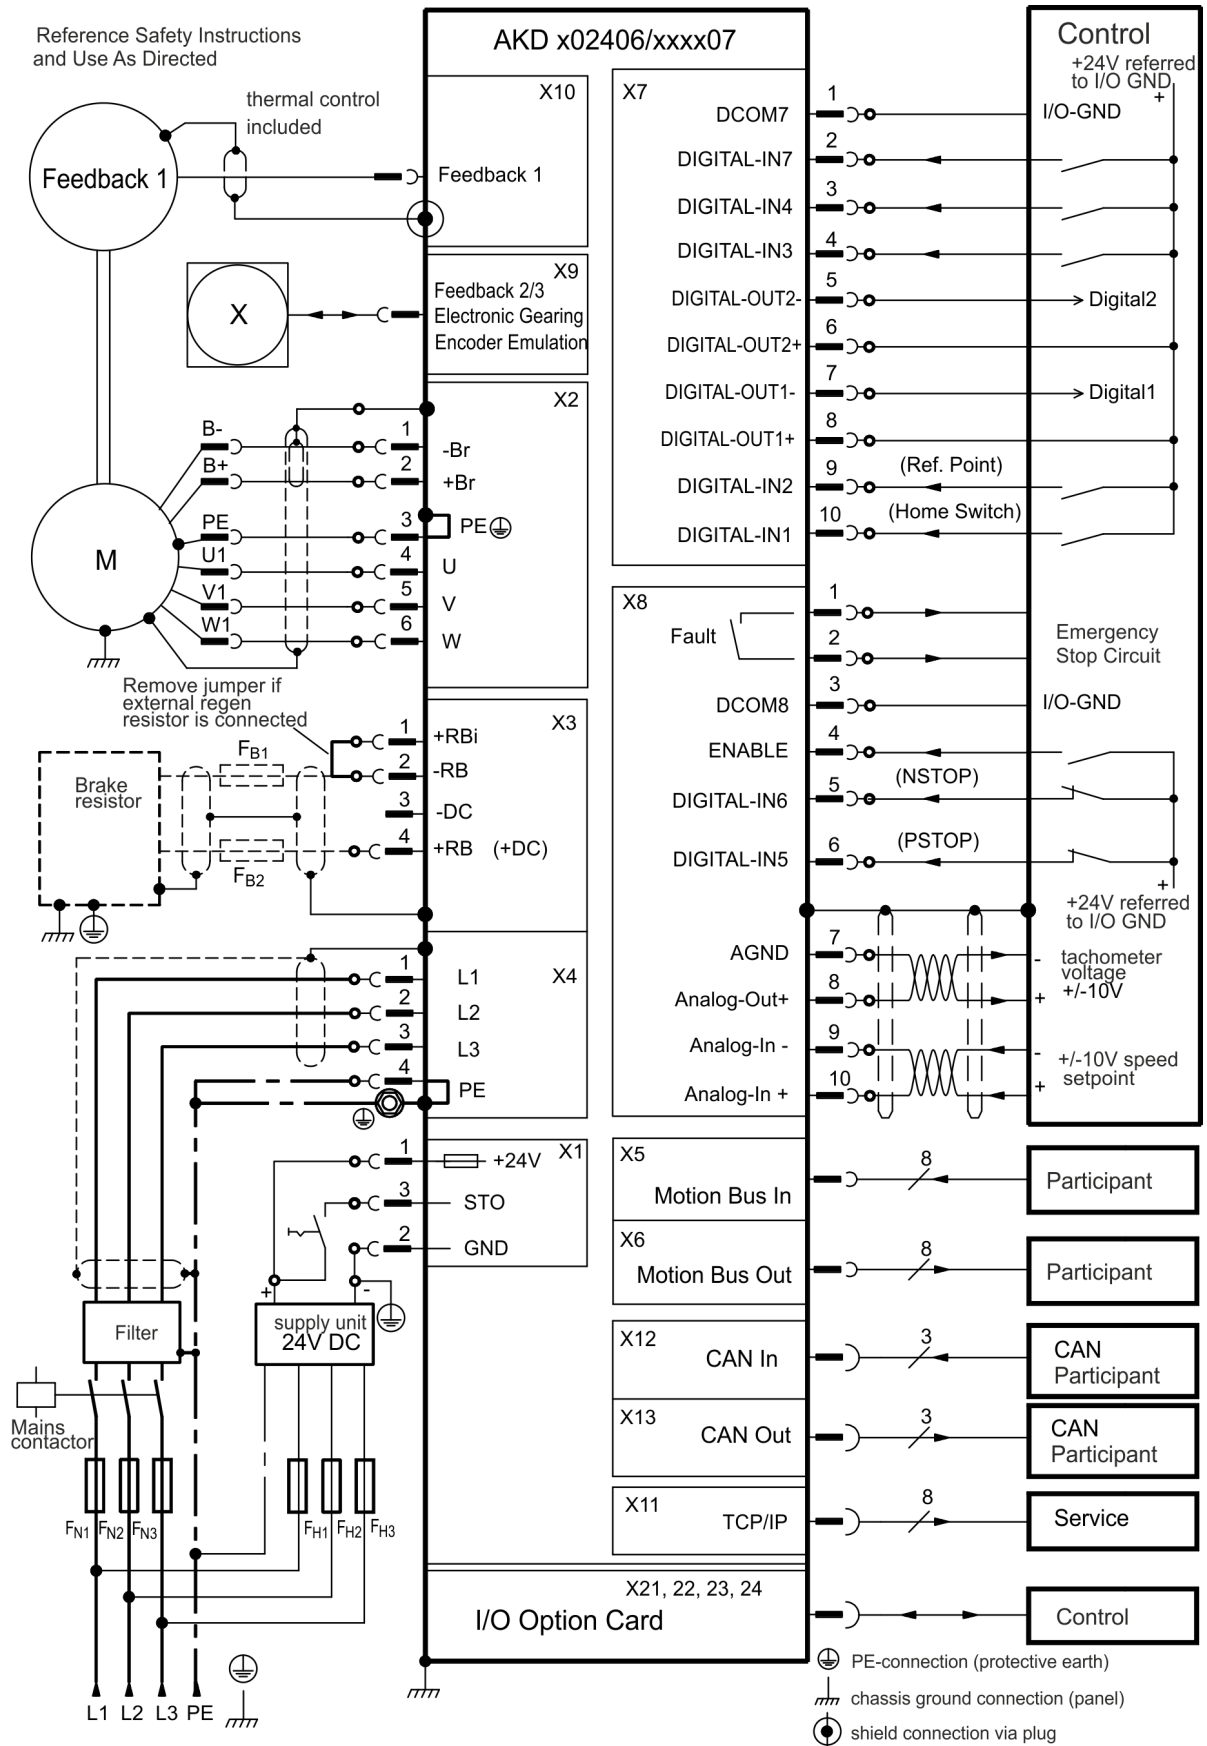 Reference Safety Instructions
and Use As Directed
AKD x02406/xxxx07
Control
+24V referred
to I/O GND
+
thermal control
included
Feedback 1
X10
Feedback 1
X
X9
Feedback 2/3
Electronic Gearing
Encoder Emulation
X2
B-
1
-Br
B+
2
+Br
PE
3
PE
U1
4
U
V1
5
V
W1
6
W
M
Remove jumper if
external regen
resistor is connected
X3
1
+RBi
2
-RB
3
-DC
4
+RB (+DC)
Brake
resistor
FB1
FB2
X4
1
L1
2
L2
3
L3
4
PE
X1
1
+24V
3
STO
2
GND
+
-
supply unit
24V DC
Filter
Mains
contactor
FN1
FN2
FN3
FH1
FH2
FH3
L1
L2
L3
PE
X7
DCOM7
1
I/O-GND
DIGITAL-IN7
2
DIGITAL-IN4
3
DIGITAL-IN3
4
DIGITAL-OUT2-
5
Digital2
DIGITAL-OUT2+
6
DIGITAL-OUT1-
7
Digital1
DIGITAL-OUT1+
8
DIGITAL-IN2
9
(Ref. Point)
DIGITAL-IN1
10
(Home Switch)
X8
Fault
1
2
Emergency
Stop Circuit
DCOM8
3
I/O-GND
ENABLE
4
DIGITAL-IN6
5
(NSTOP)
DIGITAL-IN5
6
(PSTOP)
+
+24V referred
to I/O GND
AGND
7
-
tachometer
voltage
+/-10V
Analog-Out+
8
+
Analog-In -
9
-
+/-10V speed
setpoint
Analog-In +
10
+
X5
Motion Bus In
8
Participant
X6
Motion Bus Out
8
Participant
X12
CAN In
3
CAN
Participant
X13
CAN Out
3
CAN
Participant
X11
TCP/IP
8
Service
X21, 22, 23, 24
I/O Option Card
Control
PE-connection (protective earth)
chassis ground connection (panel)
shield connection via plug